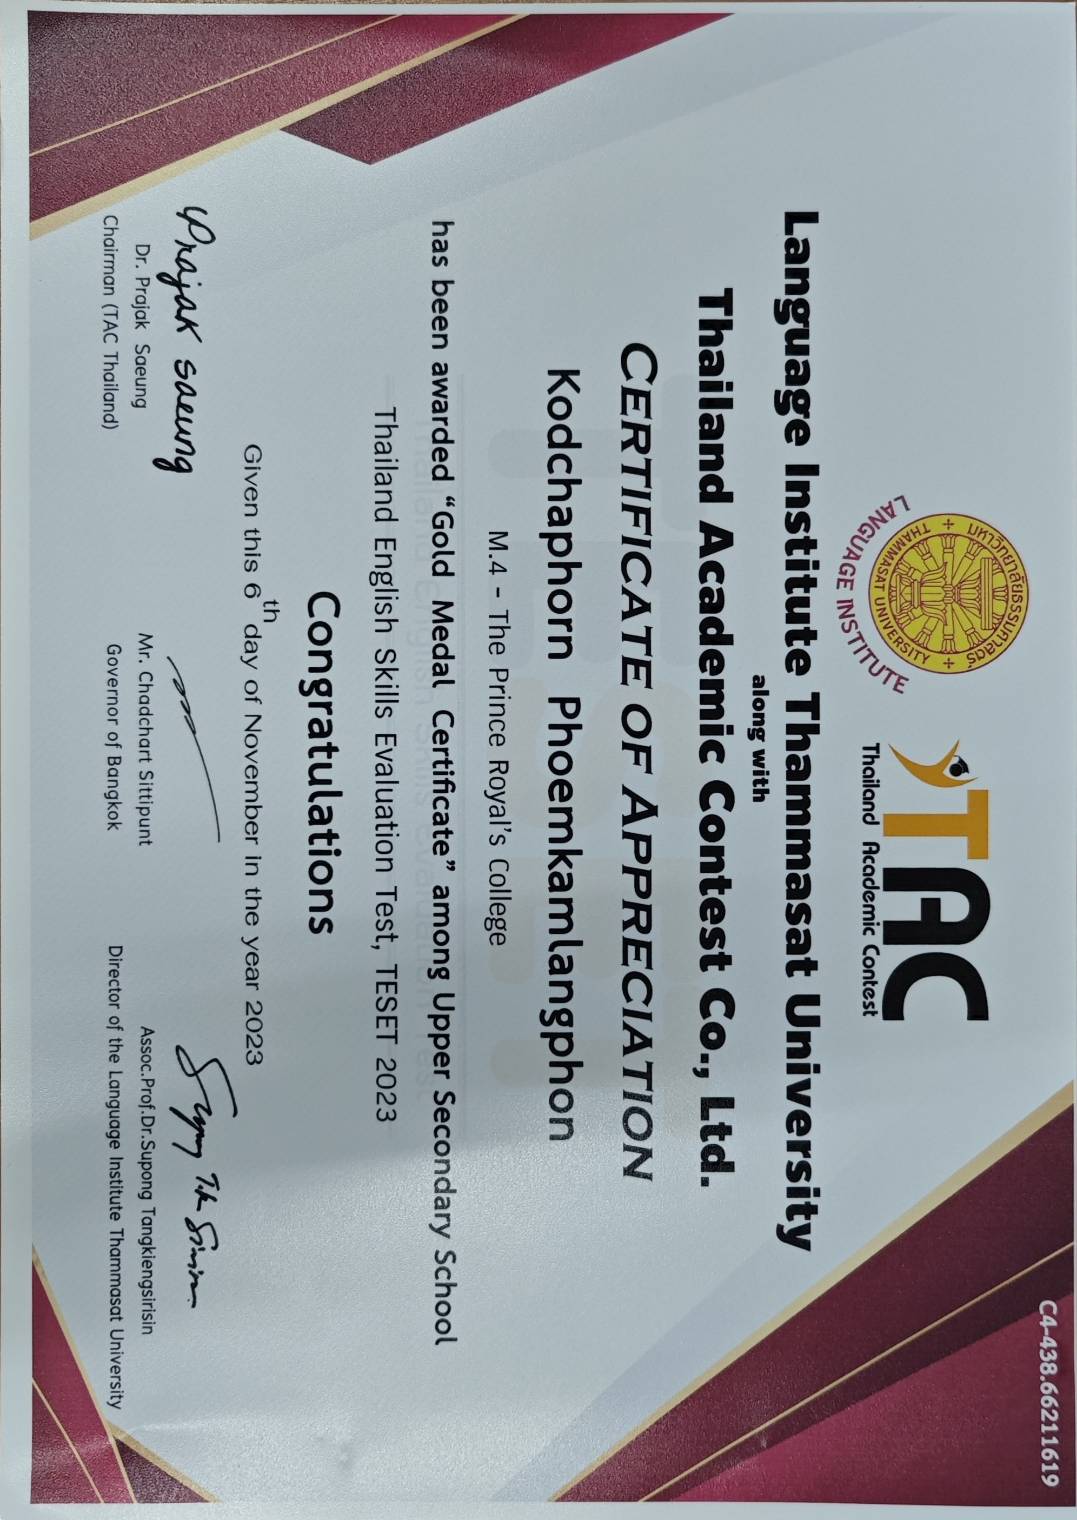 C4-438.66211619
มหาวิทยาลัยธรรมศาสตร์
THAMMASAT UNIVERSITY
LANGUAGE INSTITUTE
TAC
Thailand Academic Contest
Language Institute Thammasat University
along with
Thailand Academic Contest Co., Ltd.
CERTIFICATE OF APPRECIATION
Kodchaphorn Phoemkamlangphon
M.4 - The Prince Royal's College
has been awarded “Gold Medal Certificate” among Upper Secondary School
Thailand English Skills Evaluation Test, TESET 2023
Congratulations
Given this 6th day of November in the year 2023
Prajak Saeung
Dr. Prajak Saeung
Chairman (TAC Thailand)
Mr. Chadchart Sittipunt
Governor of Bangkok
Assoc.Prof.Dr.Supong Tangkiengsirisin
Director of the Language Institute Thammasat University